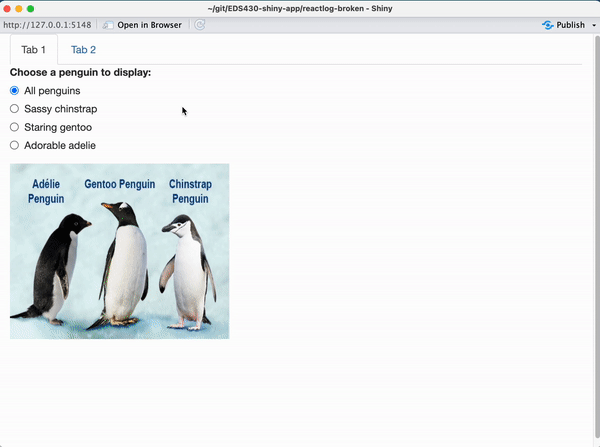 ~/git/EDS430-shiny-app/reactlog-broken - Shiny
http://127.0.0.1:5148 Open in Browser Publish
Tab 1 Tab 2
Choose a penguin to display:
All penguins
Sassy chinstrap
Staring gentoo
Adorable adelie
Adélie Gentoo Penguin Chinstrap
Penguin Penguin